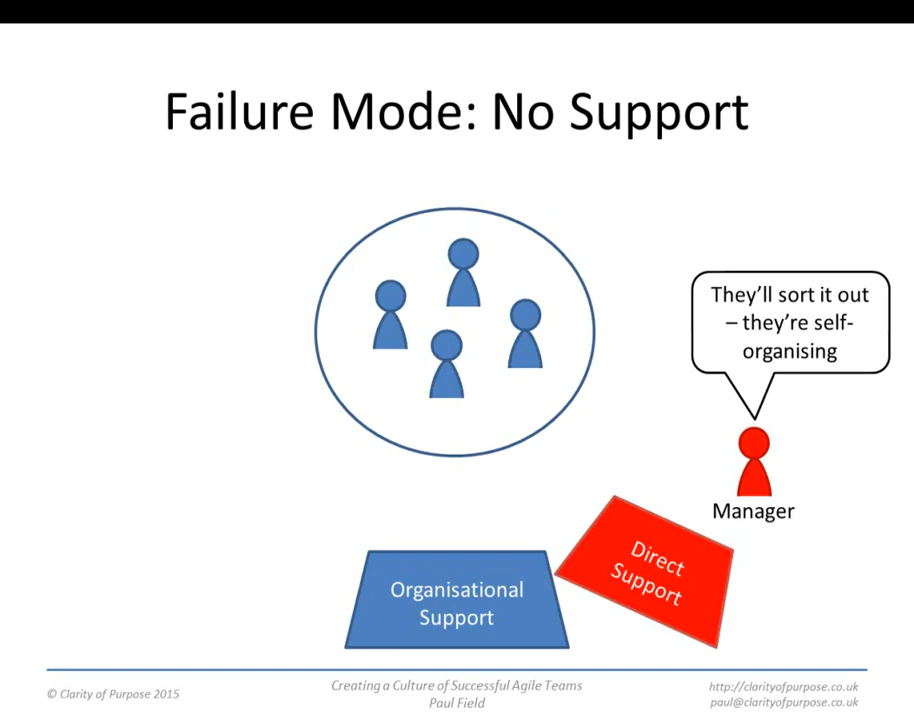 Failure Mode: No Support
They'll sort it out
– they're self-
organising
Manager
Direct
Support
Organisational
Support
© Clarity of Purpose 2015
Creating a Culture of Successful Agile Teams
Paul Field
http://clarityofpurpose.co.uk
paul@clarityofpurpose.co.uk